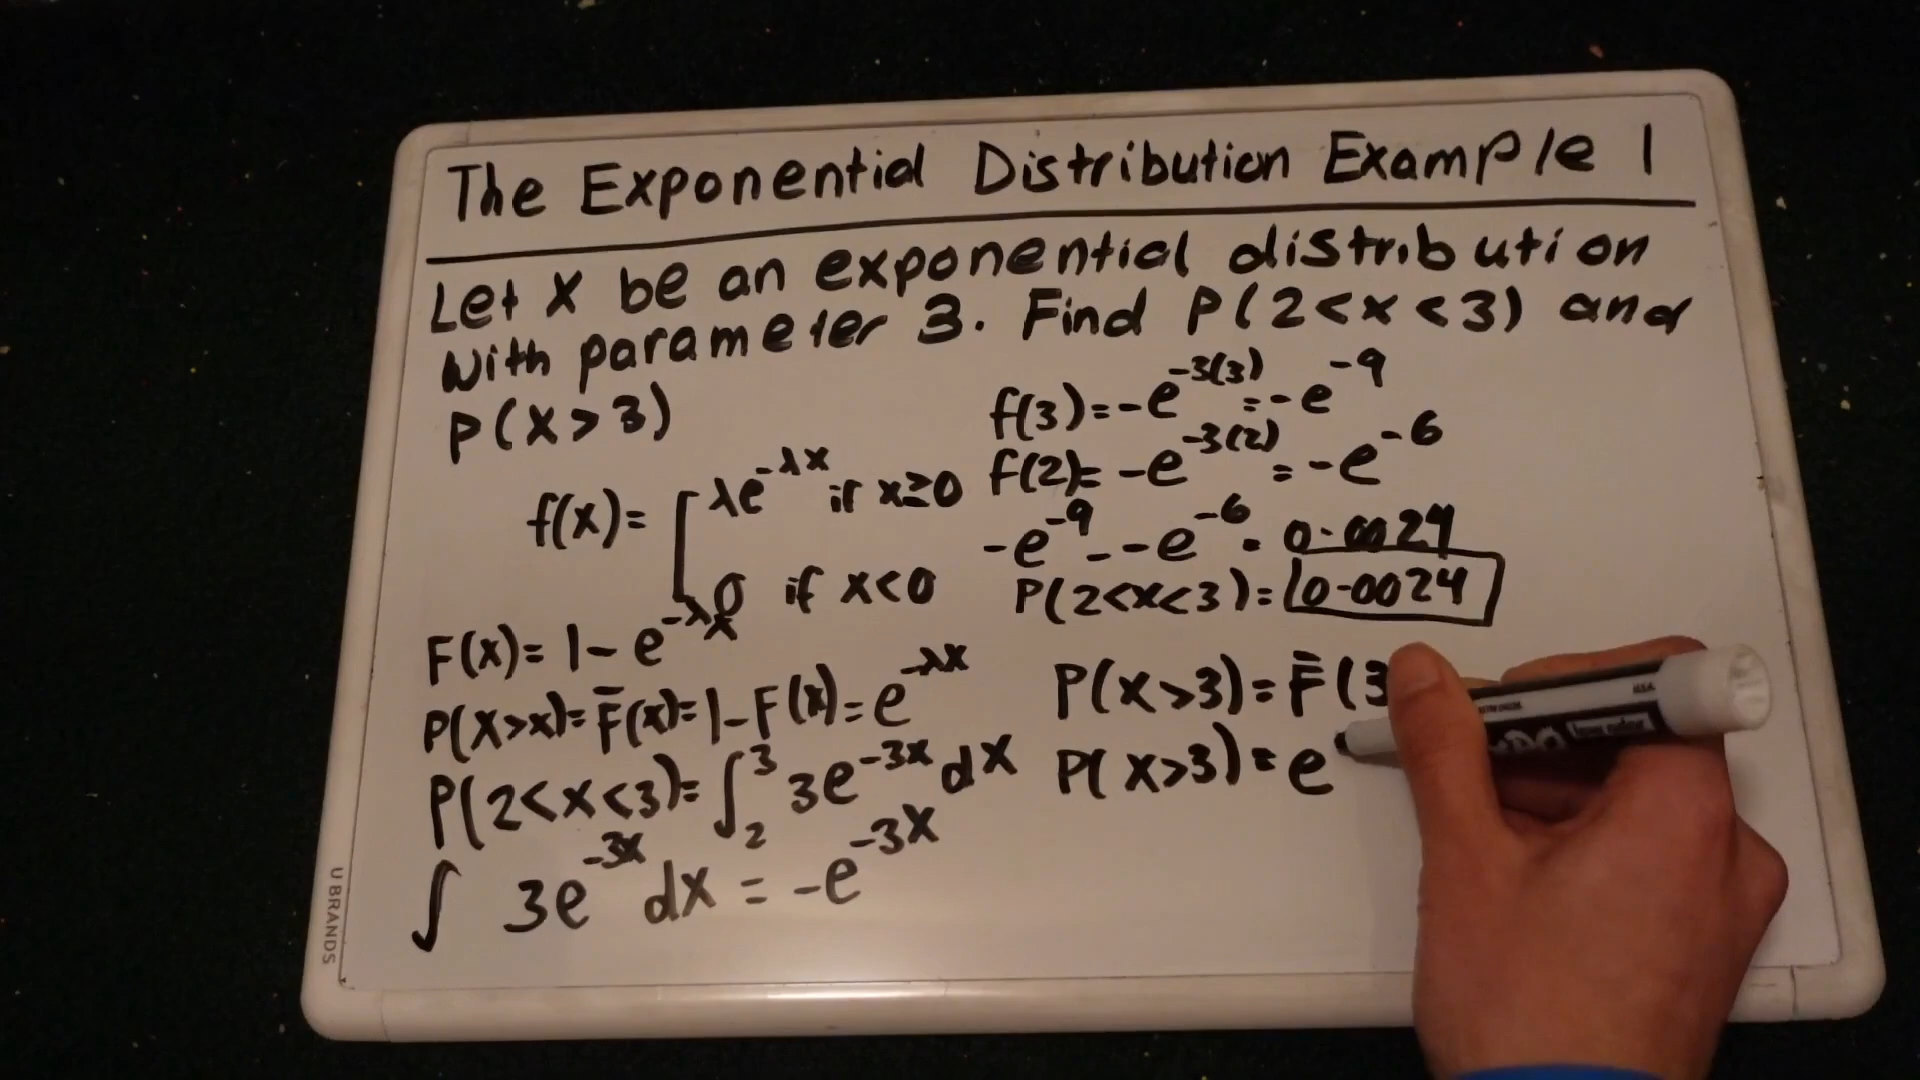 The Exponential Distribution Example 1
Let X be an exponential distribution
with parameter 3. Find P(2<x<3) and
P(X>3)
f(x)= λe^-λx if x≥0
0 if x<0
F(x)= 1-e^-λx
P(X>x)=F̄(x)=1-F(x)=e^-λx
P(2<x<3)=∫_2^3 3e^-3x dx
∫ 3e^-3x dx = -e^-3x
f(3)=-e^-3(3)=-e^-9
f(2)=-e^-3(2)=-e^-6
-e^-9--e^-6=0.0024
P(2<x<3)=0.0024
P(X>3)=F̄(3
P(X>3)=e
U BRANDS